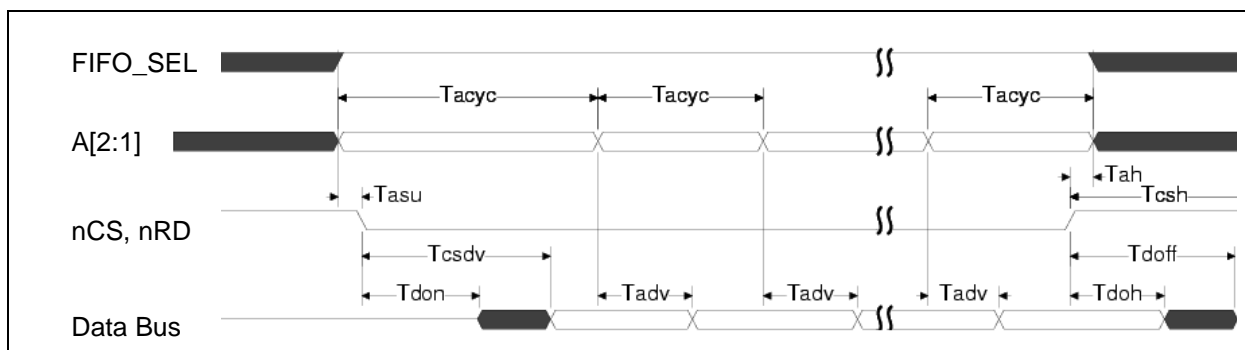 FIFO_SEL
Tacyc Tacyc Tacyc
A[2:1]
Tah
Tasu Tcsh
nCS, nRD
Tcsdv Tdoff
Tdon Tadv Tadv Tadv Tdoh
Data Bus